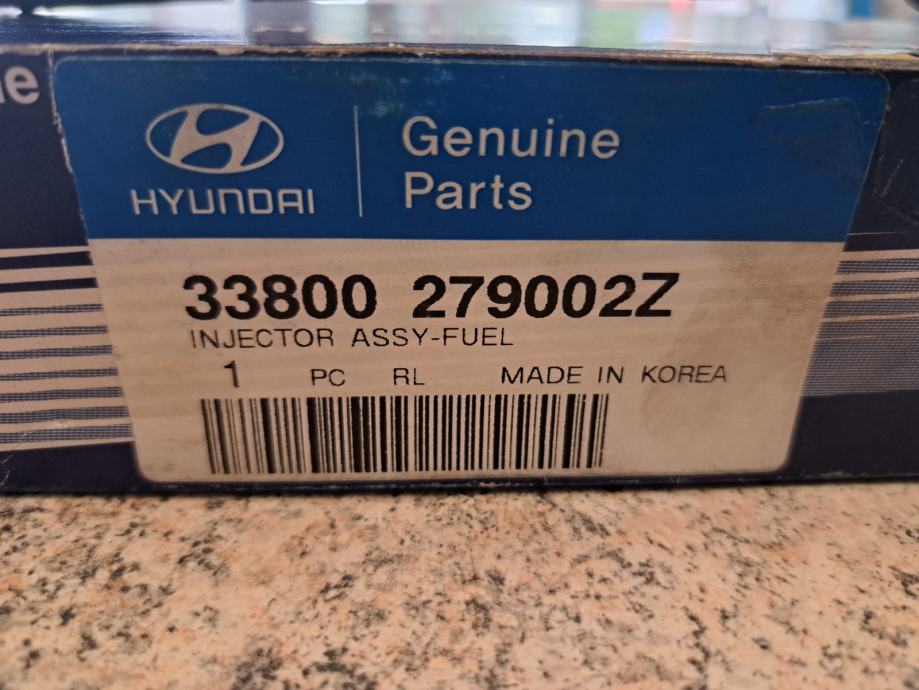 HYUNDAI
Genuine
Parts
33800 279002Z
INJECTOR ASSY-FUEL
1 PC RL MADE IN KOREA